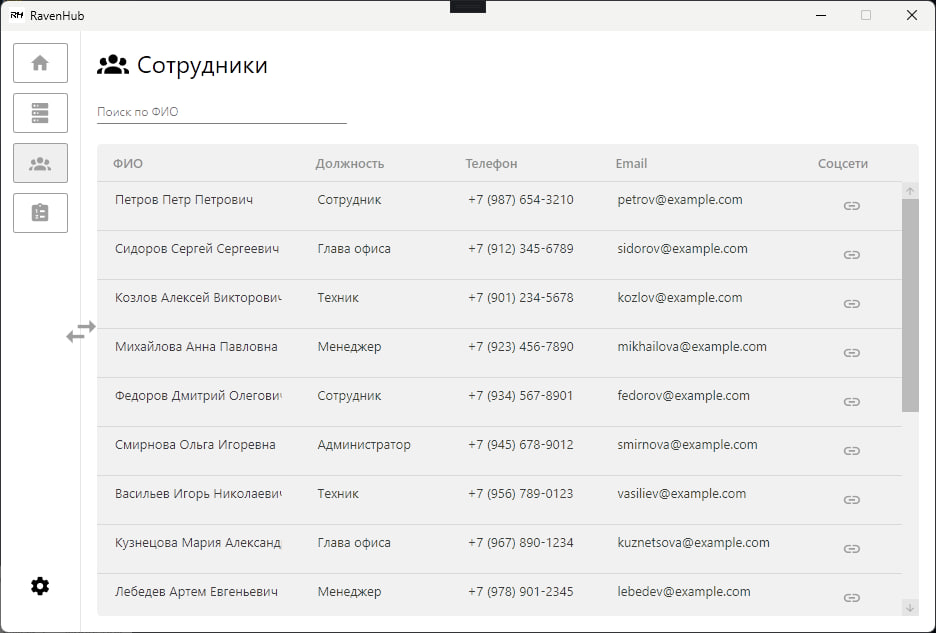 RH RavenHub
Сотрудники
Поиск по ФИО
ФИО Должность Телефон Email Соцсети
Петров Петр Петрович Сотрудник +7 (987) 654-3210 petrov@example.com
Сидоров Сергей Сергеевич Глава офиса +7 (912) 345-6789 sidorov@example.com
Козлов Алексей Викторович Техник +7 (901) 234-5678 kozlov@example.com
Михайлова Анна Павловна Менеджер +7 (923) 456-7890 mikhailova@example.com
Федоров Дмитрий Олегович Сотрудник +7 (934) 567-8901 fedorov@example.com
Смирнова Ольга Игоревна Администратор +7 (945) 678-9012 smirnova@example.com
Васильев Игорь Николаевич Техник +7 (956) 789-0123 vasiliev@example.com
Кузнецова Мария Александ Глава офиса +7 (967) 890-1234 kuznetsova@example.com
Лебедев Артем Евгеньевич Менеджер +7 (978) 901-2345 lebedev@example.com